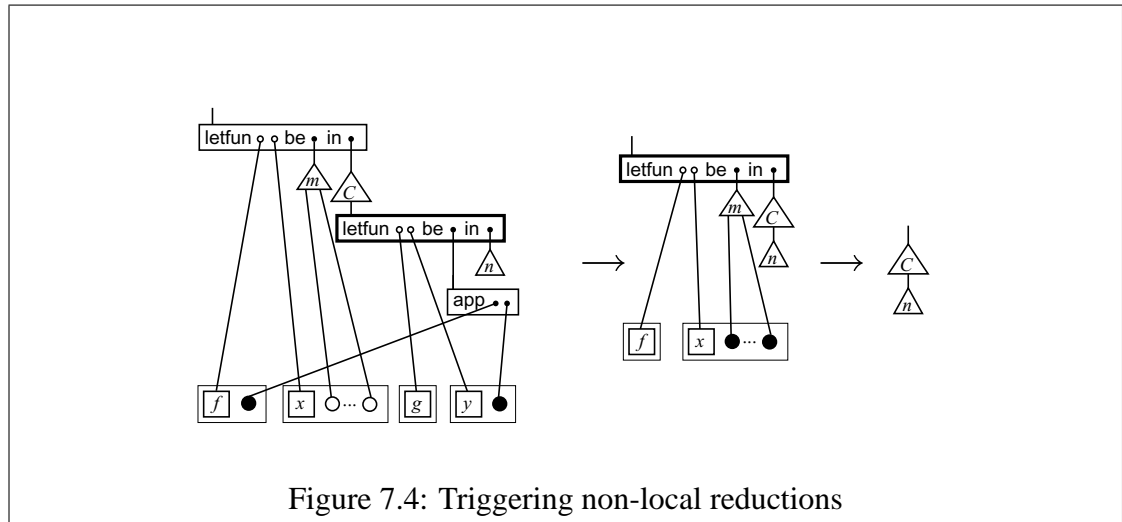 letfun be in
letfun be in
m
m
C
C
letfun be in
C
n
n
n
app
f x ...
f x ... g y
Figure 7.4: Triggering non-local reductions